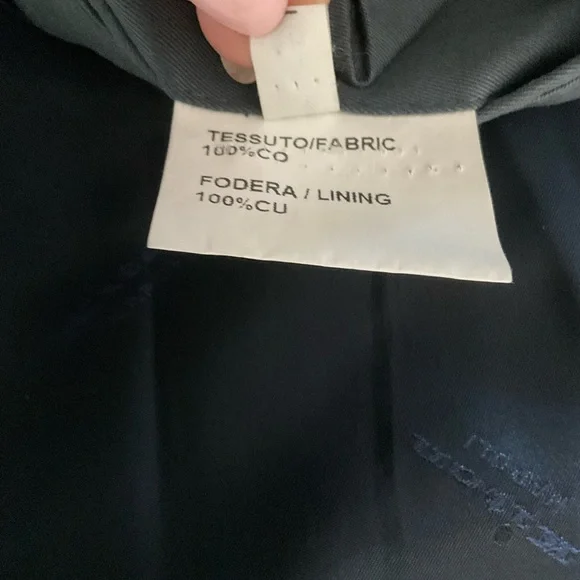 TESSUTO/FABRIC
100%CO
FODERA / LINING
100%CU